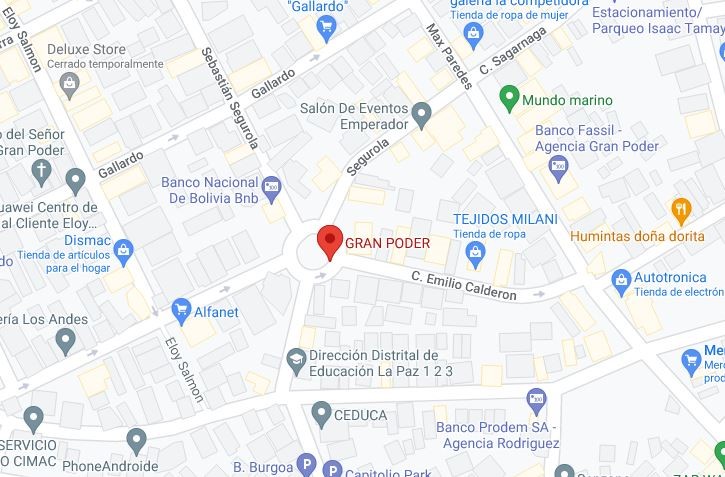 "Gallardo"
galería la competidora
Tienda de ropa de mujer
Estacionamiento/
Parqueo Isaac Tamay
Eloy Salmon
Deluxe Store
Cerrado temporalmente
Sebastián Segurola
Gallardo
Max Paredes
C. Sagarnaga
Mundo marino
Salón De Eventos
Emperador
Banco Fassil -
Agencia Gran Poder
o del Señor
Gran Poder
Gallardo
Segurola
Banco Nacional
De Bolivia Bnb
uawei Centro de
al Cliente Eloy...
Dismac
Tienda de artículos
para el hogar
GRAN PODER
TEJIDOS MILANI
Tienda de ropa
Humintas doña dorita
C. Emilio Calderon
Autotronica
Tienda de electrón
Alfanet
ería Los Andes
Eloy Salmon
Dirección Distrital de
Educación La Paz 1 2 3
Mer
Merc
prod
CEDUCA
Banco Prodem SA -
Agencia Rodriguez
SERVICIO
O CIMAC
PhoneAndroide
B. Burgoa
Capitolio Park